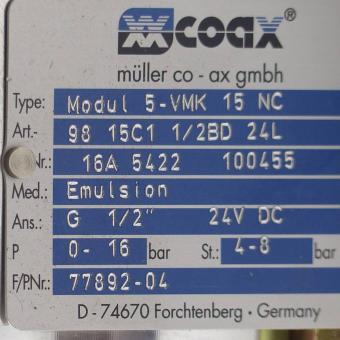 coax®
müller co - ax gmbh
Type: Modul 5-VMK 15 NC
Art.- 98 15C1 1/2BD 24L
Nr.: 16A 5422 100455
Med.: Emulsion
Ans.: G 1/2" 24V DC
P 0- 16 bar St.: 4-8 bar
F/PNr.: 77892-04
D - 74670 Forchtenberg · Germany